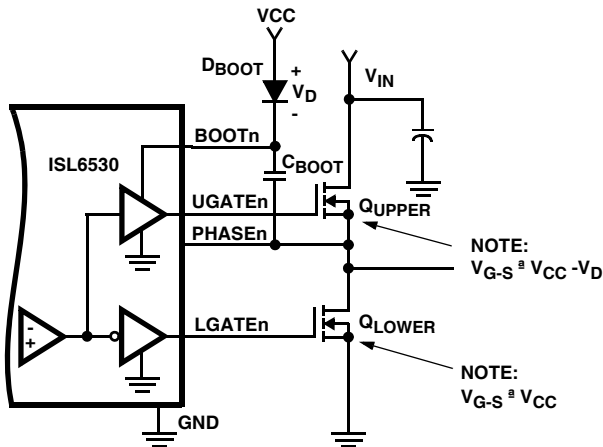 VCC
DBOOT
+
VD
-
VIN
BOOTn
ISL6530
CBOOT
UGATEn
QUPPER
PHASEn
NOTE:
VG-S ª VCC -VD
-
+
LGATEn
QLOWER
NOTE:
VG-S ª VCC
GND